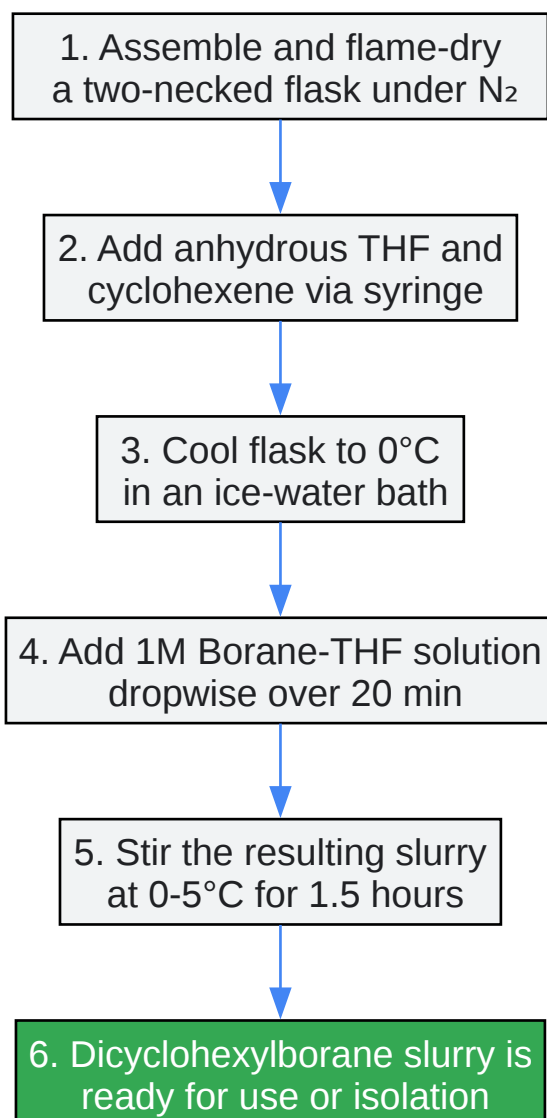 1. Assemble and flame-dry
a two-necked flask under N₂
2. Add anhydrous THF and
cyclohexene via syringe
3. Cool flask to 0°C
in an ice-water bath
4. Add 1M Borane-THF solution
dropwise over 20 min
5. Stir the resulting slurry
at 0-5°C for 1.5 hours
6. Dicyclohexylborane slurry is
ready for use or isolation